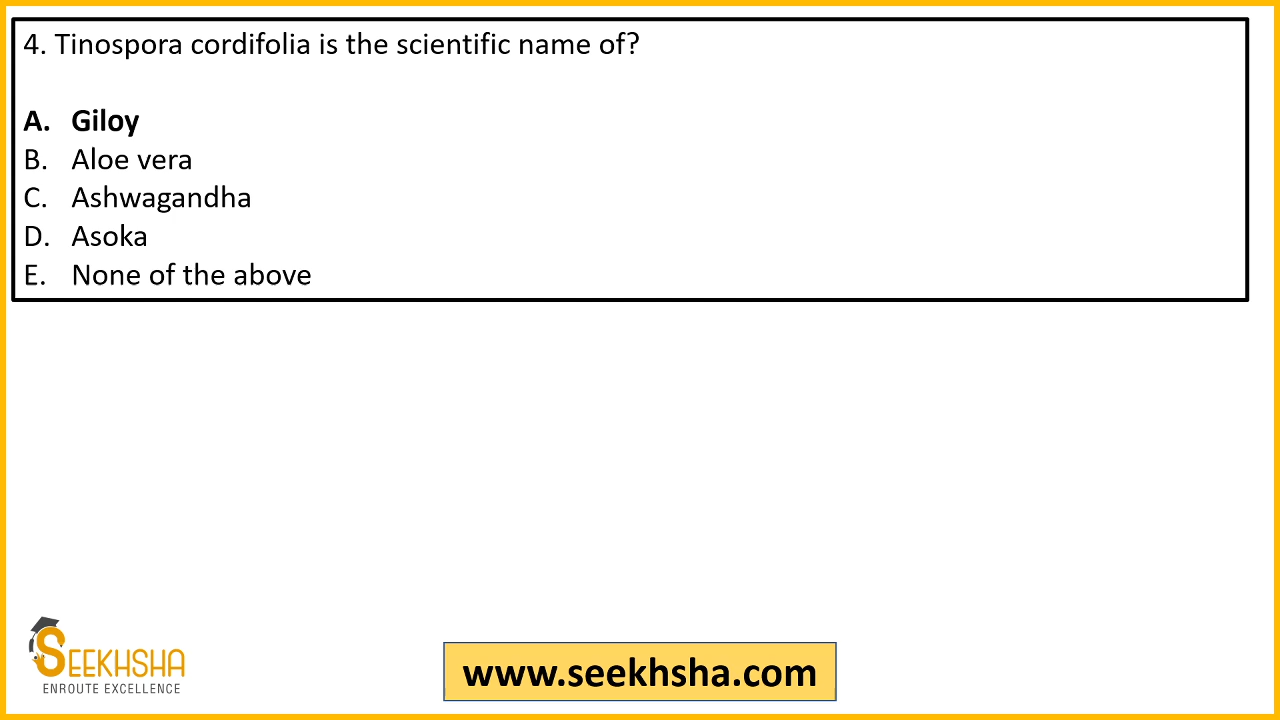 4. Tinospora cordifolia is the scientific name of?
A. Giloy
B. Aloe vera
C. Ashwagandha
D. Asoka
E. None of the above
SEEKHSHA
ENROUTE EXCELLENCE
www.seekhsha.com